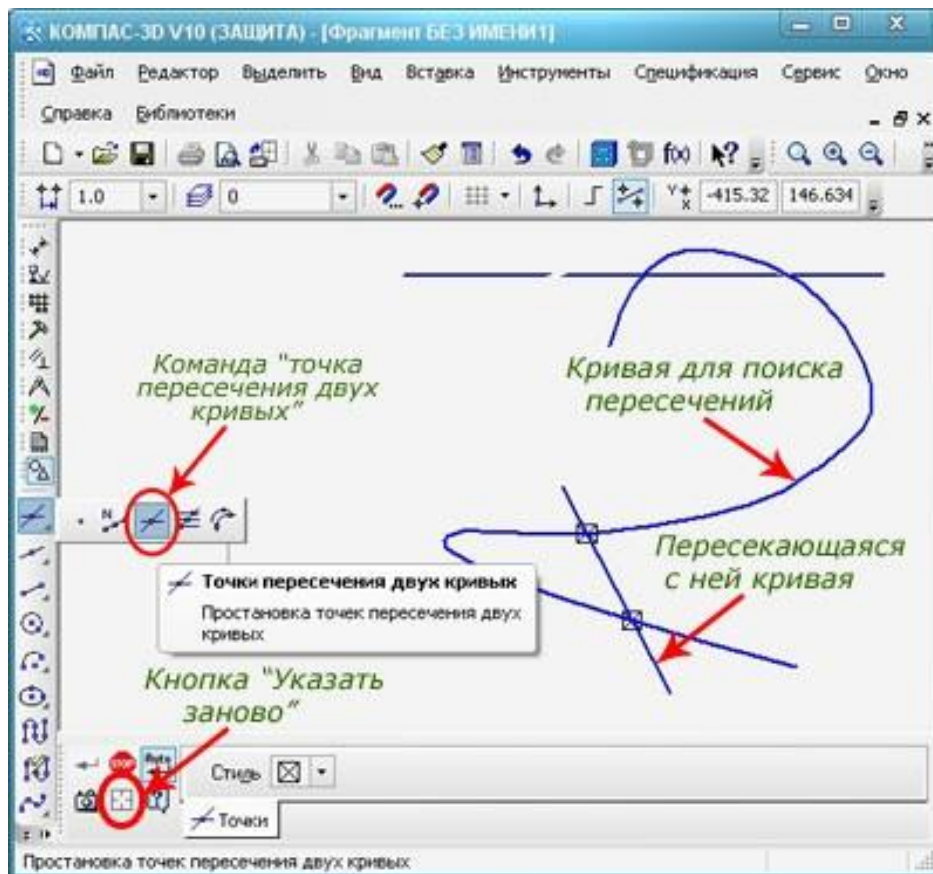 КОМПАС-3D V10 (ЗАЩИТА) - [Фрагмент БЕЗ ИМЕНИ1]
Файл Редактор Выделить Вид Вставка Инструменты Спецификация Сервис Окно
Справка Библиотеки
f(x)
1.0 0 Y X -415.32 146.634
Команда "точка
пересечения двух
кривых"
Кривая для поиска
пересечений
N
Точки пересечения двух кривых
Простановка точек пересечения двух
кривых
Пересекающаяся
с ней кривая
Кнопка "Указать
заново"
STOP Auto Стиль
Точки
Простановка точек пересечения двух кривых